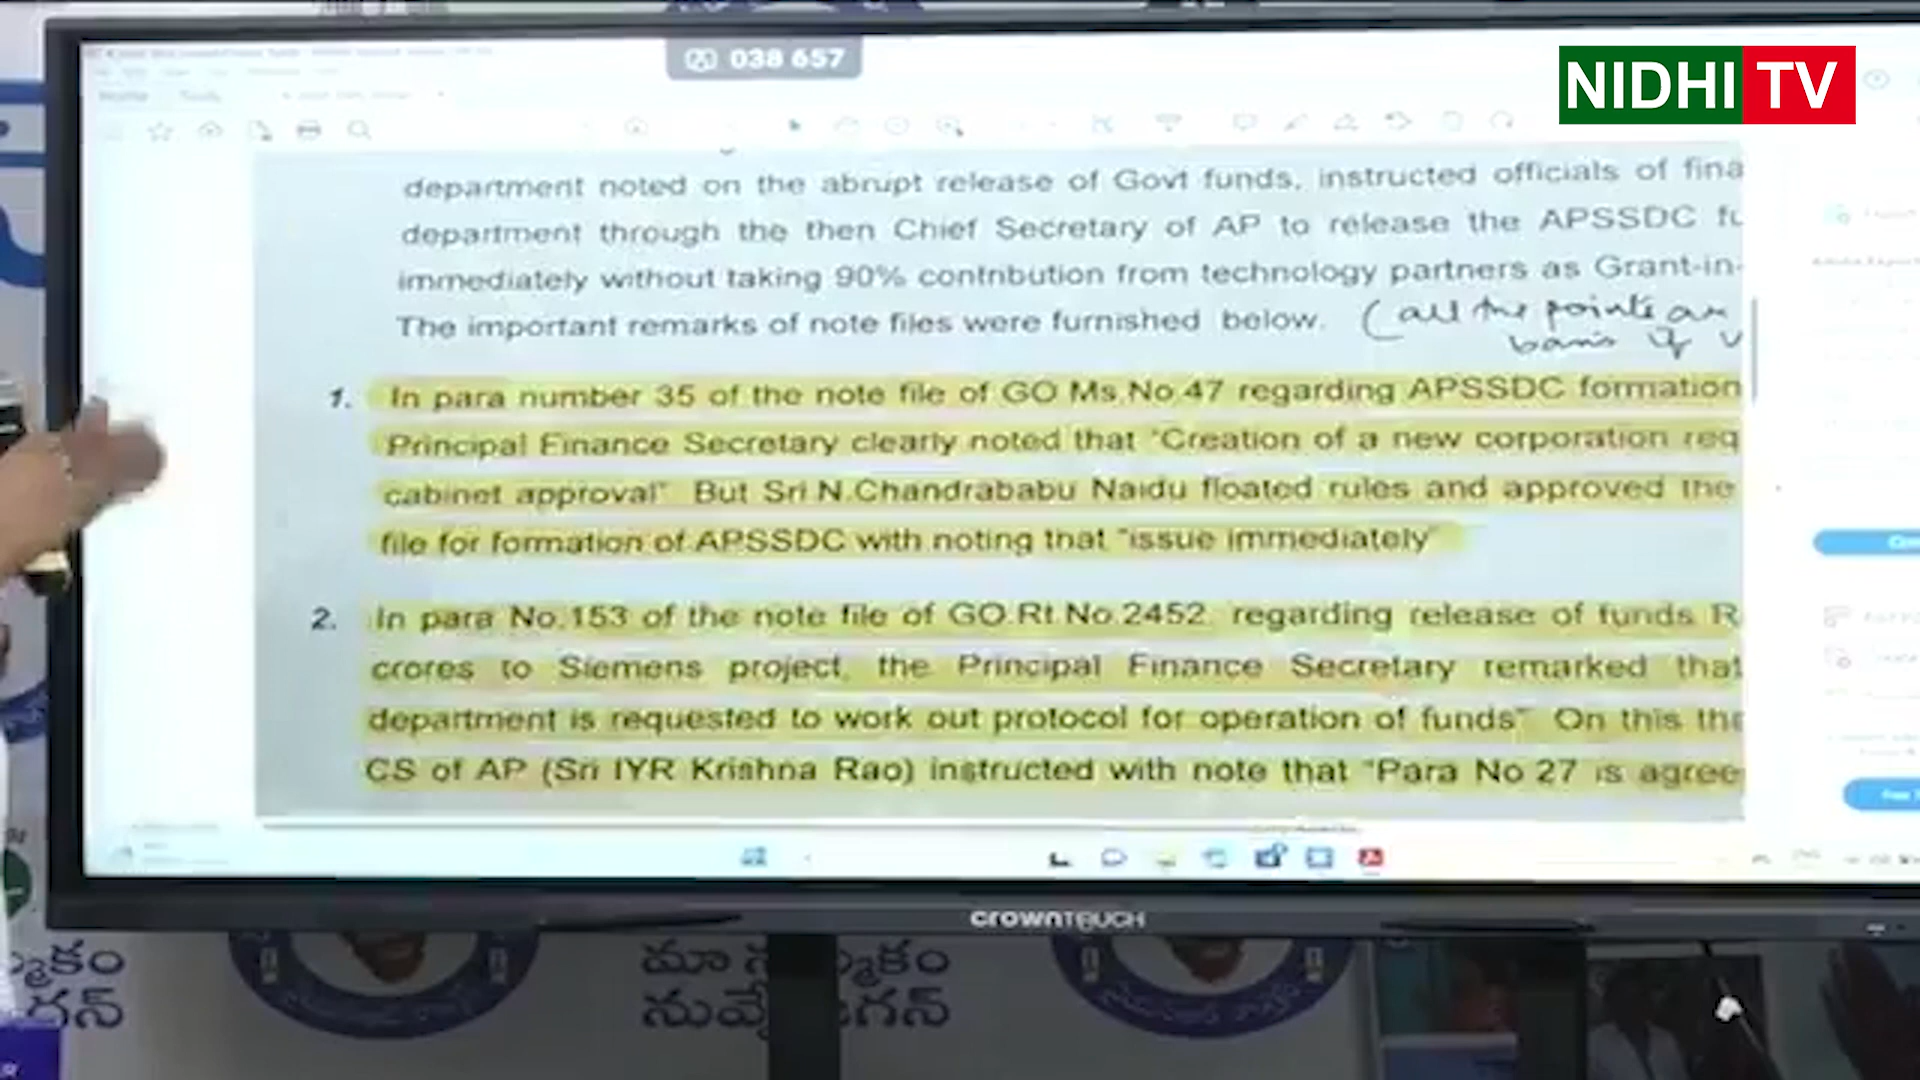 038 657
NIDHI TV
department noted on the abrupt release of Govt funds, instructed officials of fina
department through the then Chief Secretary of AP to release the APSSDC fu
immediately without taking 90% contribution from technology partners as Grant-in-
The important remarks of note files were furnished below. (all the points are
basis of v
1. In para number 35 of the note file of GO Ms.No.47 regarding APSSDC formation
Principal Finance Secretary clearly noted that "Creation of a new corporation req
cabinet approval" But Sri N.Chandrababu Naidu floated rules and approved the
file for formation of APSSDC with noting that "issue immediately"
2. In para No.153 of the note file of GO.Rt.No.2452, regarding release of funds R
crores to Siemens project, the Principal Finance Secretary remarked that
department is requested to work out protocol for operation of funds" On this the
CS of AP (Sri IYR Krishna Rao) instructed with note that "Para No 27 is agree
crownTOUCH
మా న మ్మకం
నువ్వే జగన్